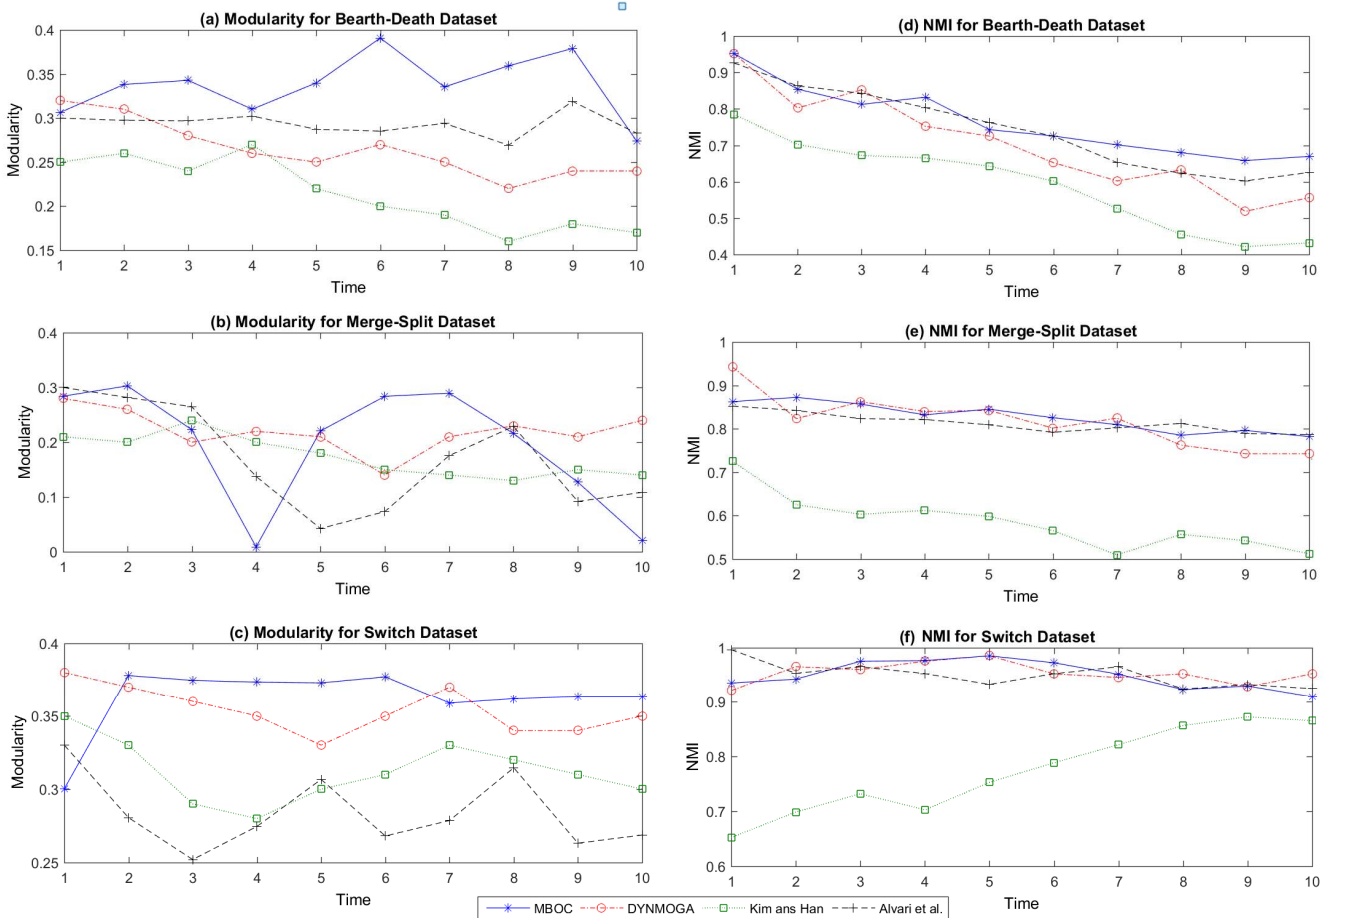 (a) Modularity for Bearth-Death Dataset
0.4
0.35
0.3
0.25
0.2
0.15
Modularity
1 2 3 4 5 6 7 8 9 10
Time
(d) NMI for Bearth-Death Dataset
1
0.9
0.8
0.7
0.6
0.5
0.4
NMI
1 2 3 4 5 6 7 8 9 10
Time
(b) Modularity for Merge-Split Dataset
0.4
0.3
0.2
0.1
0
Modularity
1 2 3 4 5 6 7 8 9 10
Time
(e) NMI for Merge-Split Dataset
1
0.9
0.8
0.7
0.6
0.5
NMI
1 2 3 4 5 6 7 8 9 10
Time
(c) Modularity for Switch Dataset
0.4
0.35
0.3
0.25
Modularity
1 2 3 4 5 6 7 8 9 10
Time
(f) NMI for Switch Dataset
1
0.9
0.8
0.7
0.6
NMI
1 2 3 4 5 6 7 8 9 10
Time
MBOC DYNMOGA Kim ans Han Alvari et al.